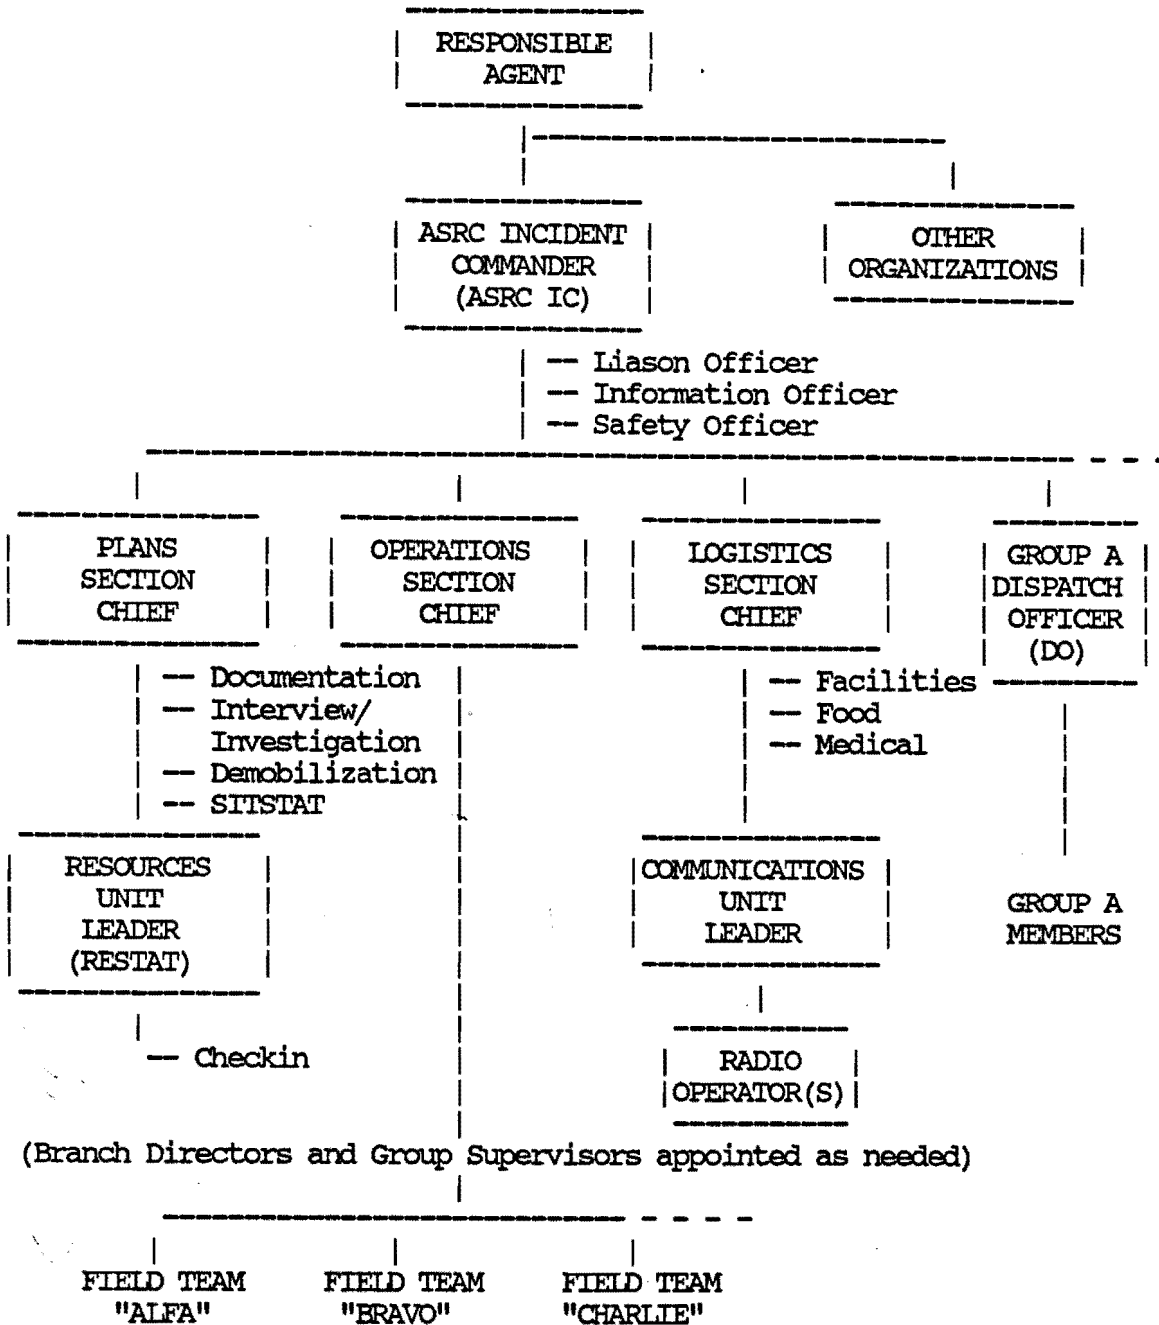 RESPONSIBLE
AGENT
ASRC INCIDENT
COMMANDER
(ASRC IC)
OTHER
ORGANIZATIONS
-- Liason Officer
-- Information Officer
-- Safety Officer
PLANS
SECTION
CHIEF
OPERATIONS
SECTION
CHIEF
LOGISTICS
SECTION
CHIEF
GROUP A
DISPATCH
OFFICER
(DO)
-- Documentation
-- Interview/
Investigation
-- Demobilization
-- SITSTAT
-- Facilities
-- Food
-- Medical
RESOURCES
UNIT
LEADER
(RESTAT)
COMMUNICATIONS
UNIT
LEADER
GROUP A
MEMBERS
-- Checkin
RADIO
OPERATOR(S)
(Branch Directors and Group Supervisors appointed as needed)
FIELD TEAM
"ALFA"
FIELD TEAM
"BRAVO"
FIELD TEAM
"CHARLIE"